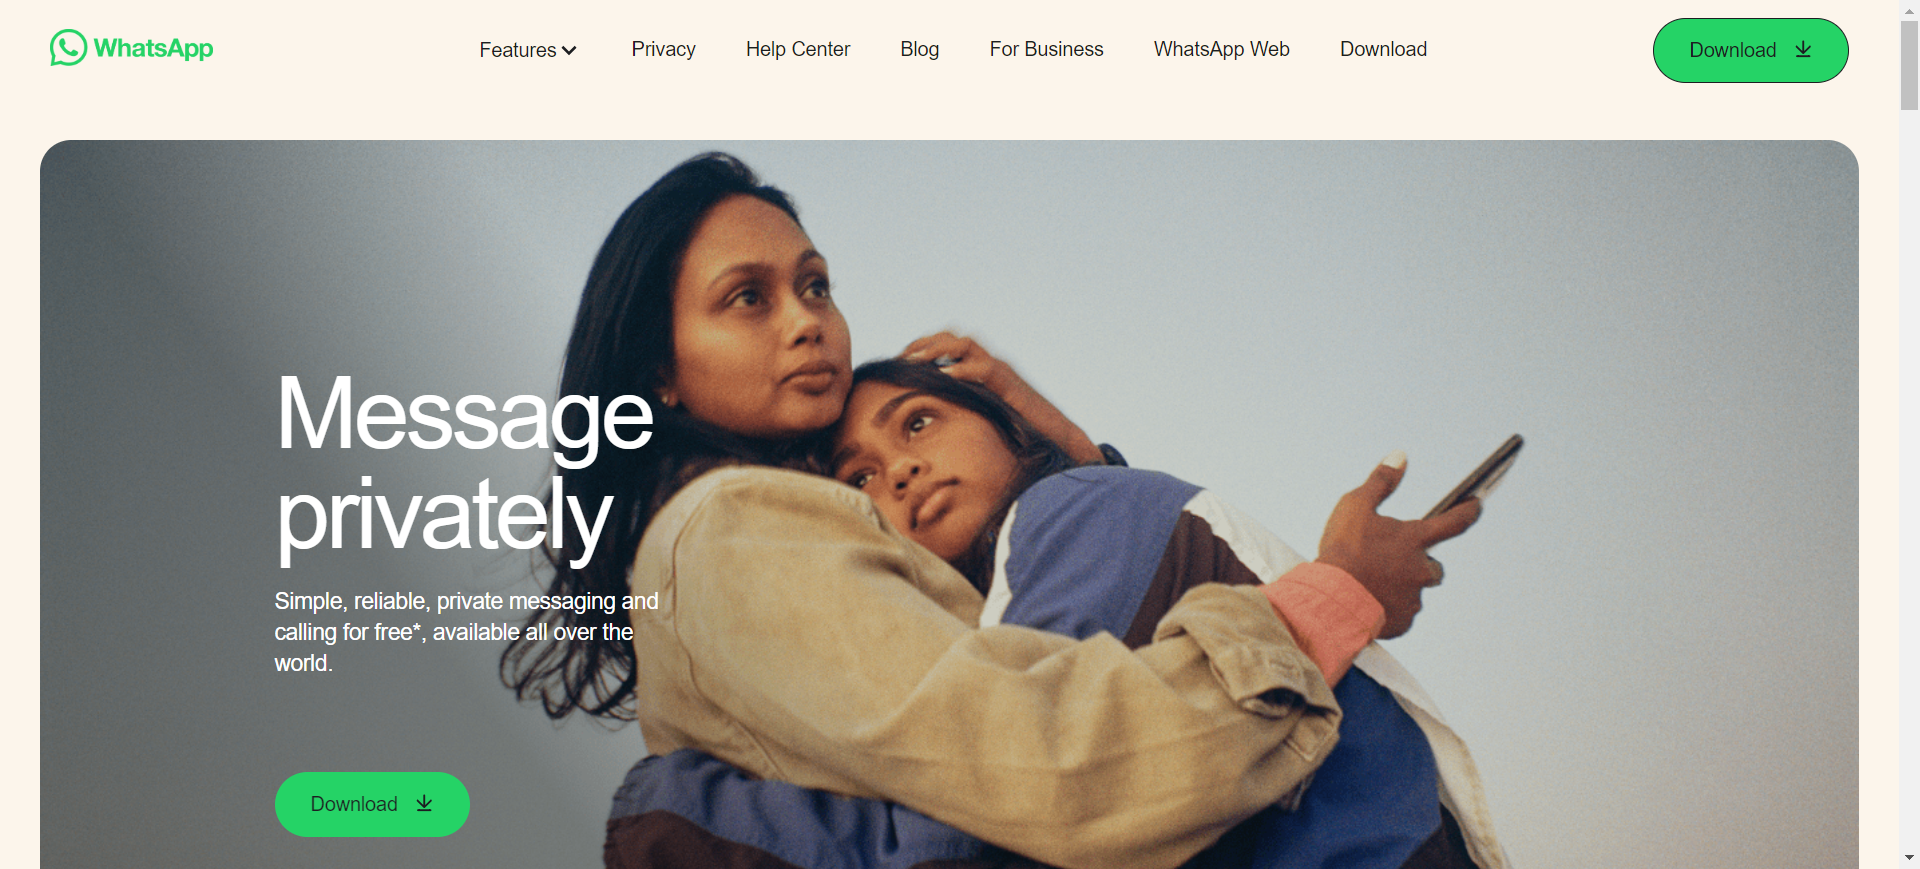 WhatsApp
Features
Privacy
Help Center
Blog
For Business
WhatsApp Web
Download
Download
Message
privately
Simple, reliable, private messaging and
calling for free*, available all over the
world.
Download